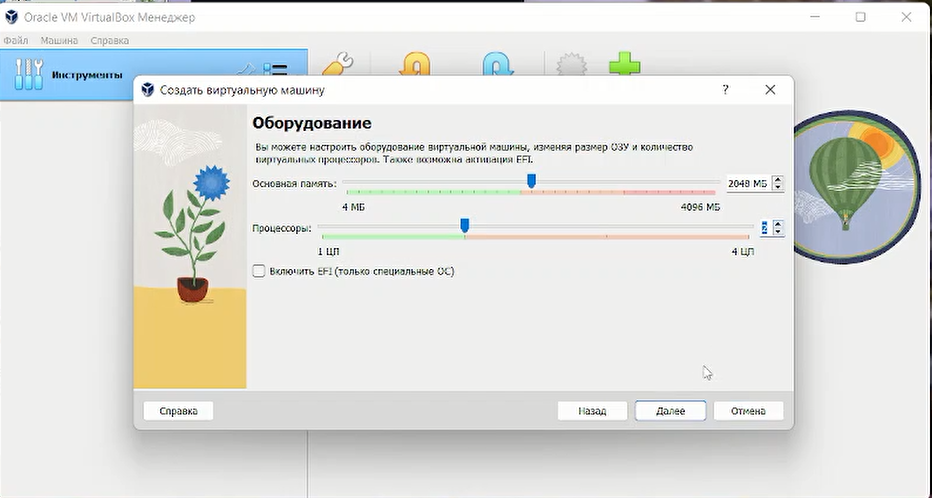 Oracle VM VirtualBox Менеджер
Файл Машина Справка
Инструменты
Создать виртуальную машину
?
Оборудование
Вы можете настроить оборудование виртуальной машины, изменяя размер ОЗУ и количество
виртуальных процессоров. Также возможна активация EFI.
Основная память: 2048 МБ
4 МБ 4096 МБ
Процессоры: 2
1 ЦП 4 ЦП
Включить EFI (только специальные ОС)
Справка Назад Далее Отмена